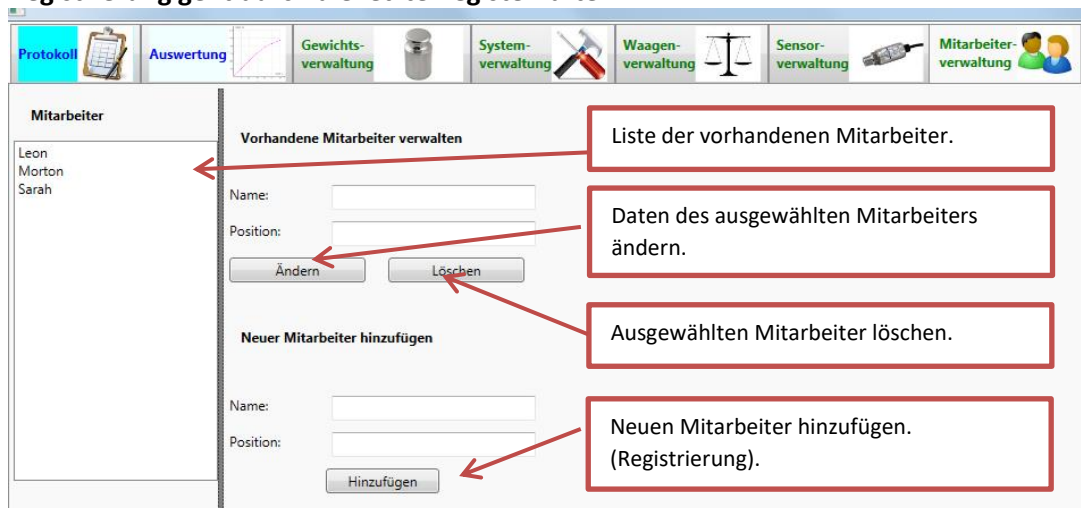 Protokoll
Auswertung
Gewichts-
verwaltung
System-
verwaltung
Waagen-
verwaltung
Sensor-
verwaltung
Mitarbeiter-
verwaltung
Mitarbeiter
Leon
Morton
Sarah
Vorhandene Mitarbeiter verwalten
Name:
Position:
Ändern
Löschen
Neuer Mitarbeiter hinzufügen
Name:
Position:
Hinzufügen
Liste der vorhandenen Mitarbeiter.
Daten des ausgewählten Mitarbeiters
ändern.
Ausgewählten Mitarbeiter löschen.
Neuen Mitarbeiter hinzufügen.
(Registrierung).